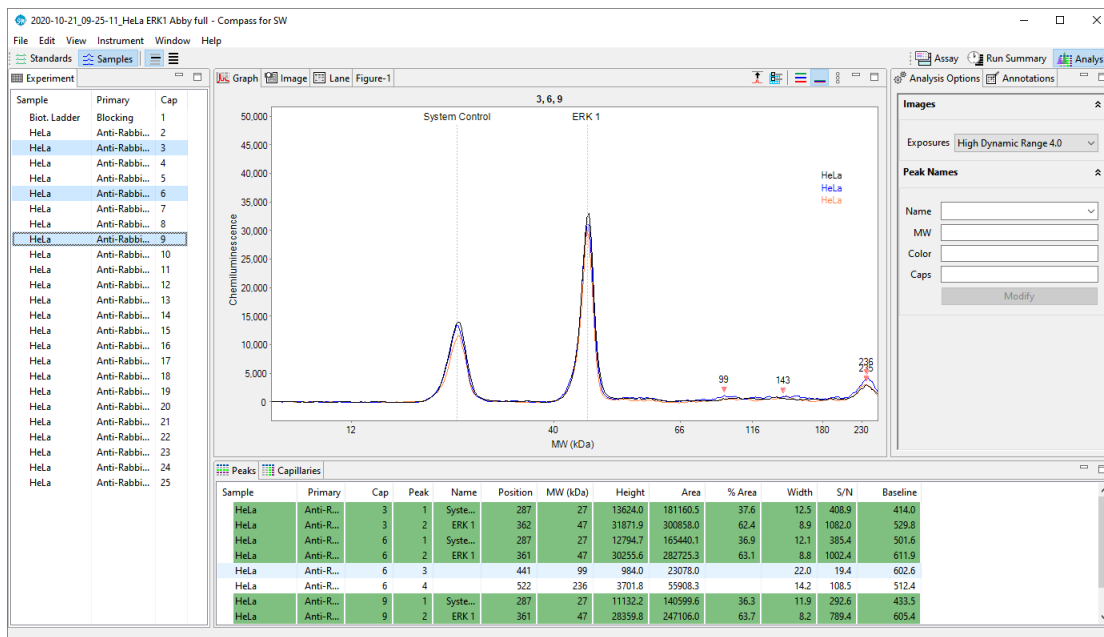 2020-10-21_09-25-11_HeLa ERK1 Abby full - Compass for SW
File Edit View Instrument Window Help
Standards Samples Assay Run Summary Analys
Experiment
Sample Primary Cap
Biot. Ladder Blocking 1
HeLa Anti-Rabbi... 2
HeLa Anti-Rabbi... 3
HeLa Anti-Rabbi... 4
HeLa Anti-Rabbi... 5
HeLa Anti-Rabbi... 6
HeLa Anti-Rabbi... 7
HeLa Anti-Rabbi... 8
HeLa Anti-Rabbi... 9
HeLa Anti-Rabbi... 10
HeLa Anti-Rabbi... 11
HeLa Anti-Rabbi... 12
HeLa Anti-Rabbi... 13
HeLa Anti-Rabbi... 14
HeLa Anti-Rabbi... 15
HeLa Anti-Rabbi... 16
HeLa Anti-Rabbi... 17
HeLa Anti-Rabbi... 18
HeLa Anti-Rabbi... 19
HeLa Anti-Rabbi... 20
HeLa Anti-Rabbi... 21
HeLa Anti-Rabbi... 22
HeLa Anti-Rabbi... 23
HeLa Anti-Rabbi... 24
HeLa Anti-Rabbi... 25
Graph Image Lane Figure-1
3, 6, 9
System Control ERK 1
HeLa
HeLa
HeLa
50,000
45,000
40,000
35,000
30,000
25,000
20,000
15,000
10,000
5,000
0
Chemiluminescence
99 143 236
235
12 40 66 116 180 230
MW (kDa)
Analysis Options Annotations
Images
Exposures High Dynamic Range 4.0
Peak Names
Name
MW
Color
Caps
Modify
Peaks Capillaries
Sample Primary Cap Peak Name Position MW (kDa) Height Area % Area Width S/N Baseline
HeLa Anti-R... 3 1 Syste... 287 27 13624.0 181160.5 37.6 12.5 408.9 414.0
HeLa Anti-R... 3 2 ERK 1 362 47 31871.9 300858.0 62.4 8.9 1082.0 529.8
HeLa Anti-R... 6 1 Syste... 287 27 12794.7 165440.1 36.9 12.1 385.4 501.6
HeLa Anti-R... 6 2 ERK 1 361 47 30255.6 282725.3 63.1 8.8 1002.4 611.9
HeLa Anti-R... 6 3 441 99 984.0 23078.0 22.0 19.4 602.6
HeLa Anti-R... 6 4 522 236 3701.8 55908.3 14.2 108.5 512.4
HeLa Anti-R... 9 1 Syste... 287 27 11132.2 140599.6 36.3 11.9 292.6 433.5
HeLa Anti-R... 9 2 ERK 1 361 47 28359.8 247106.0 63.7 8.2 789.4 605.4